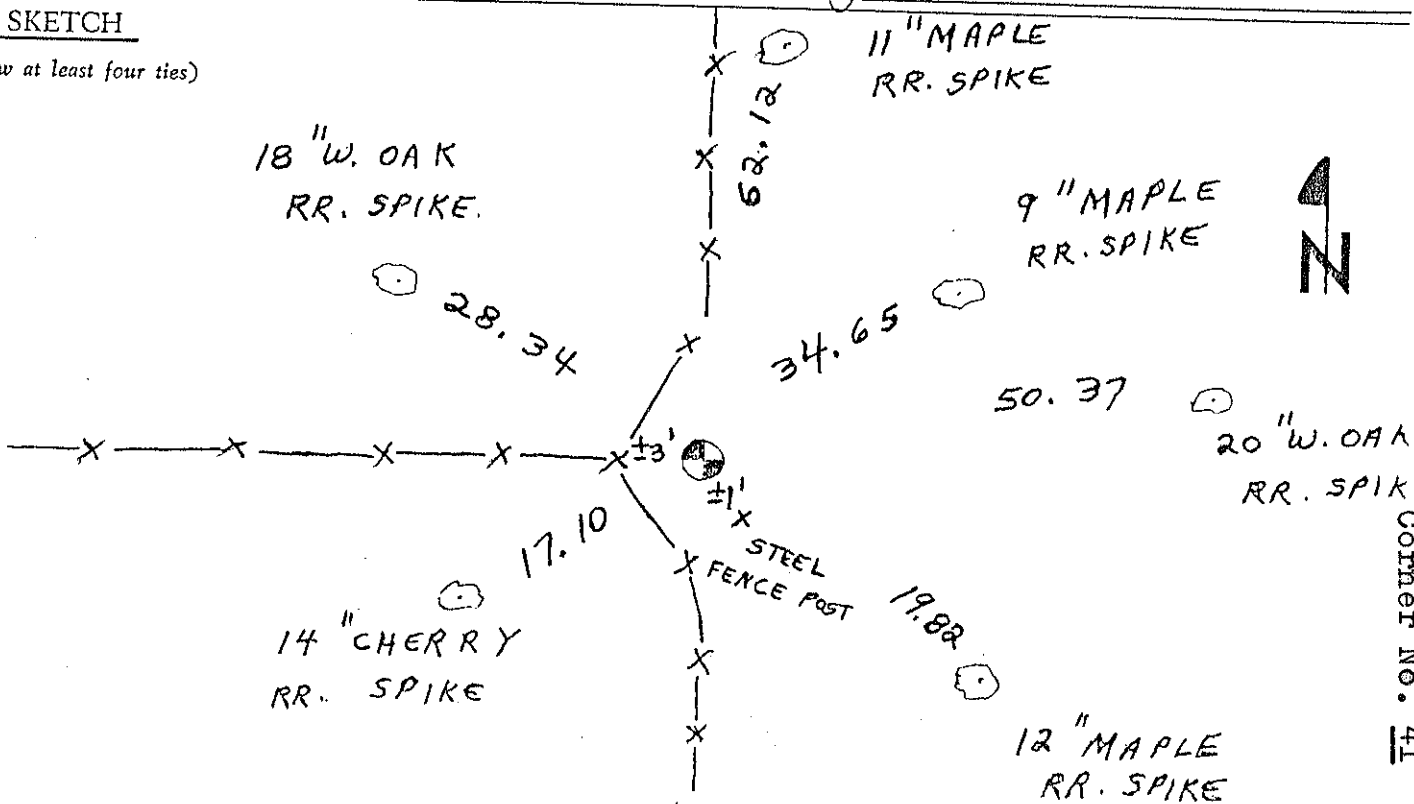 SKETCH
w at least four ties)
11" MAPLE
RR. SPIKE
62.12
18" W. OAK
RR. SPIKE.
9" MAPLE
RR. SPIKE
N
28.34
34.65
50.37
20" W. OAK
RR. SPIK
±3'
±1'
STEEL
FENCE POST
17.10
19.82
14" CHERRY
RR. SPIKE
12" MAPLE
RR. SPIKE
Corner No. 41